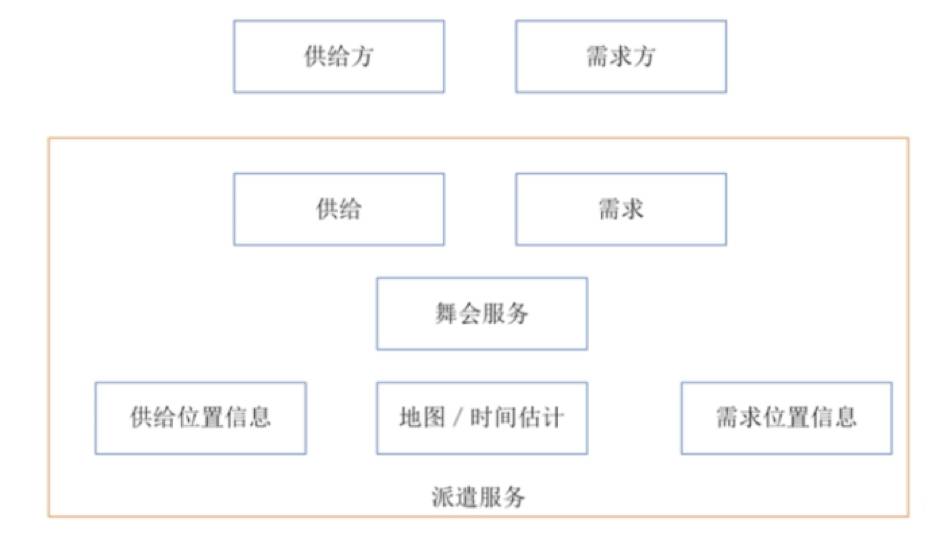 供给方
需求方
供给
需求
舞会服务
供给位置信息
地图 / 时间估计
需求位置信息
派遣服务